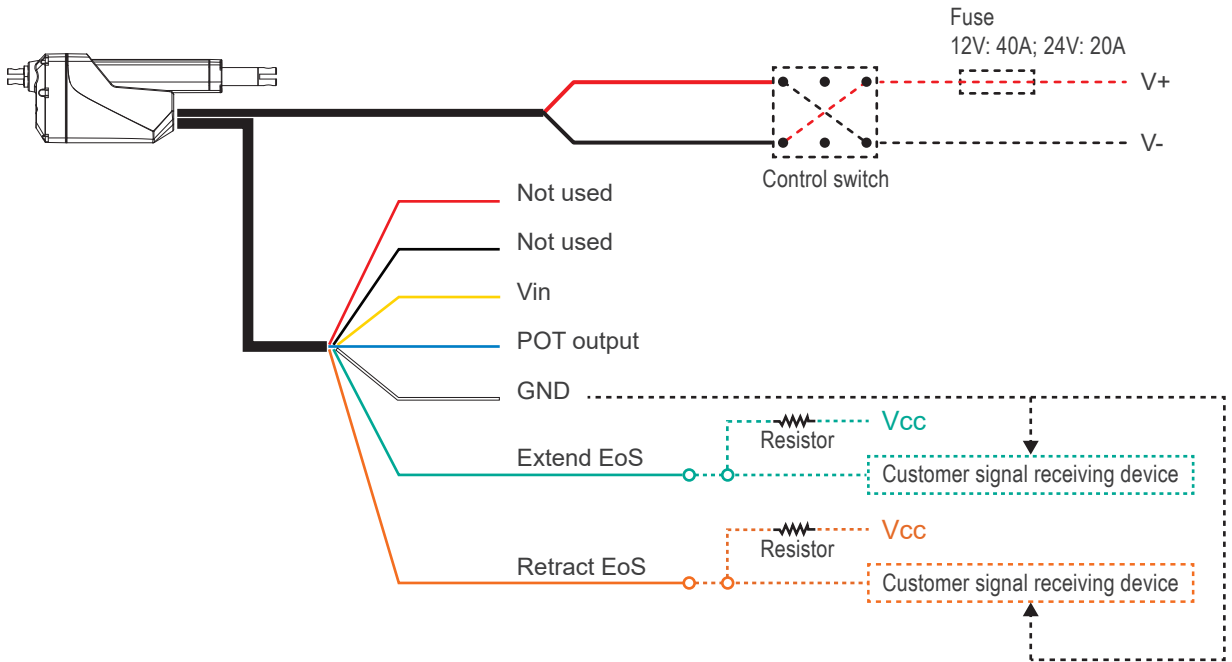 Fuse
12V: 40A; 24V: 20A
V+
V-
Control switch
Not used
Not used
Vin
POT output
GND
Vcc
Resistor
Extend EoS
Customer signal receiving device
Vcc
Resistor
Retract EoS
Customer signal receiving device